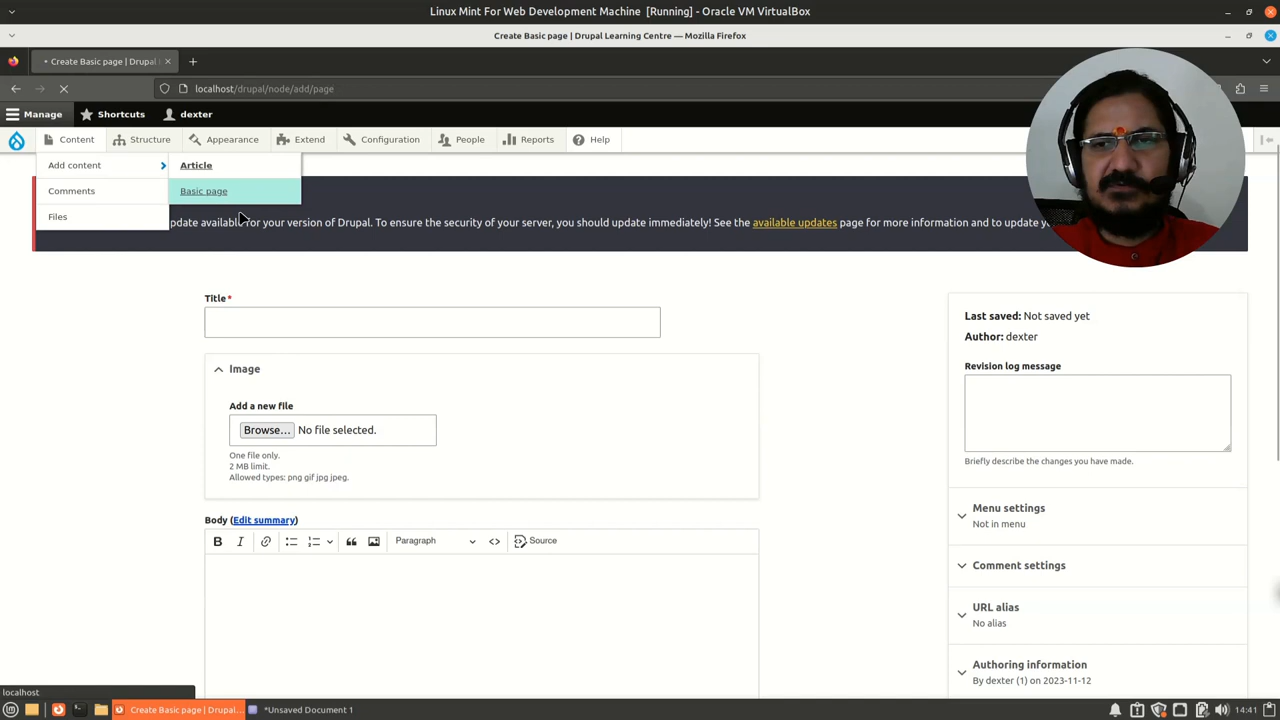 Linux Mint For Web Development Machine [Running] - Oracle VM VirtualBox
Create Basic page | Drupal Learning Centre — Mozilla Firefox
Create Basic page | Drupal
localhost/drupal/node/add/page
Manage Shortcuts dexter
Content Structure Appearance Extend Configuration People Reports Help
Add content Article
Comments Basic page
Files
update available for your version of Drupal. To ensure the security of your server, you should update immediately! See the available updates page for more information and to update
Title*
Last saved: Not saved yet
Author: dexter
Image
Revision log message
Add a new file
Browse... No file selected.
One file only.
2 MB limit.
Allowed types: png gif jpg jpeg.
Briefly describe the changes you have made.
Body (Edit summary)
B I Paragraph Source
Menu settings
Not in menu
Comment settings
URL alias
No alias
Authoring information
By dexter (1) on 2023-11-12
localhost
Create Basic page | Drupal... *Unsaved Document 1 14:41